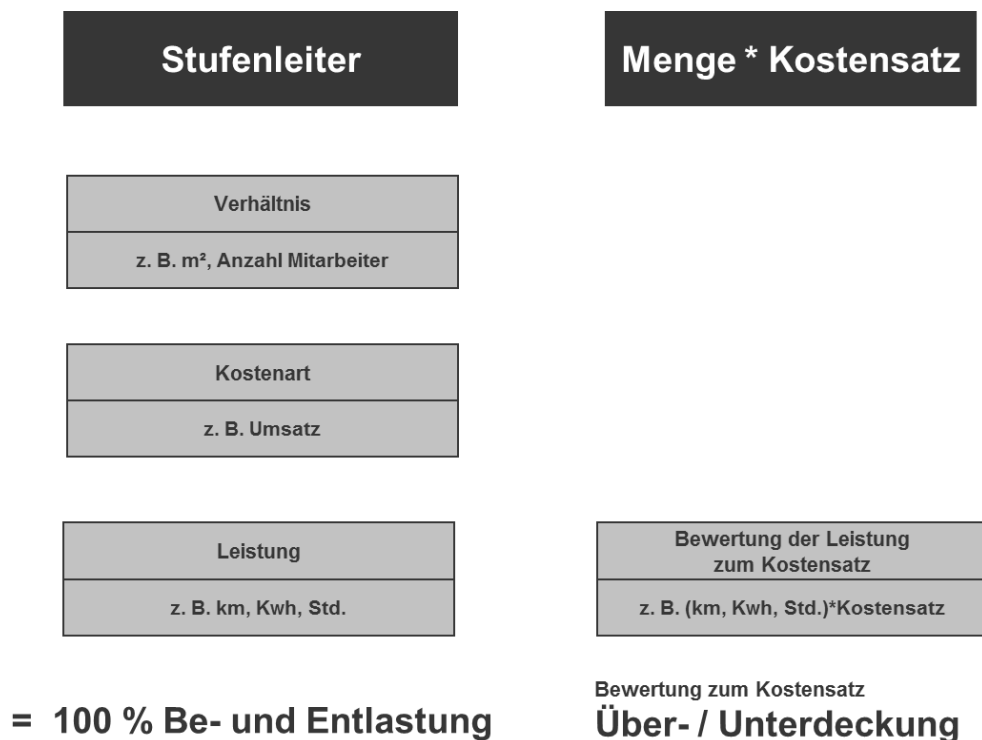 Stufenleiter
Menge * Kostensatz
Verhältnis
z. B. m², Anzahl Mitarbeiter
Kostenart
z. B. Umsatz
Leistung
z. B. km, Kwh, Std.
Bewertung der Leistung
zum Kostensatz
z. B. (km, Kwh, Std.)*Kostensatz
= 100 % Be- und Entlastung
Bewertung zum Kostensatz
Über- / Unterdeckung